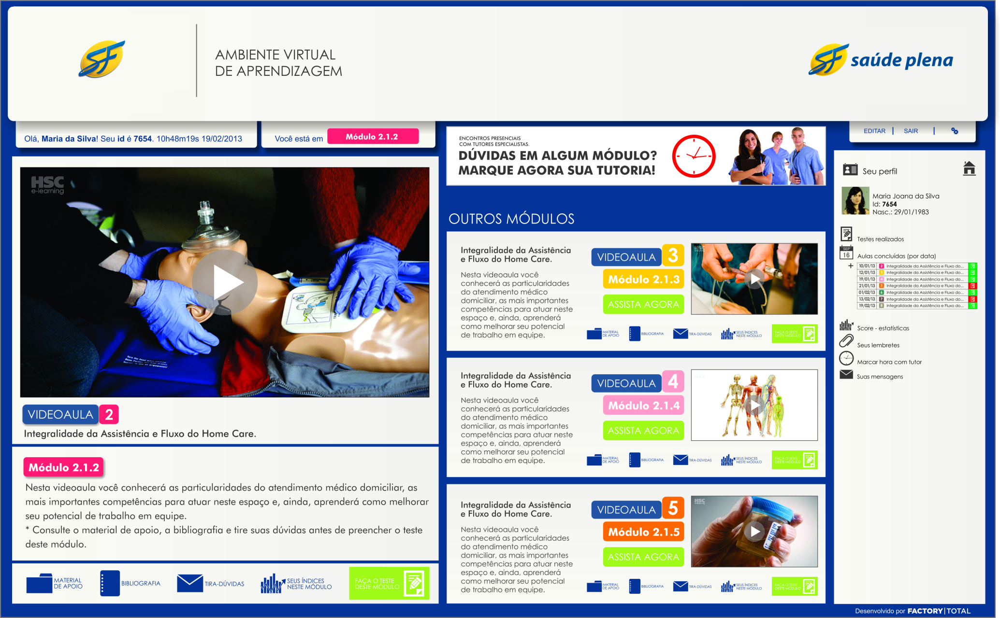 SF
AMBIENTE VIRTUAL
DE APRENDIZAGEM
SF saúde plena
Olá, Maria da Silva! Seu id é 7654. 10h48m19s 19/02/2013
Você está em Módulo 2.1.2
EDITAR | SAIR |
HSC
e-learning
VIDEOAULA 2
Integralidade da Assistência e Fluxo do Home Care.
Módulo 2.1.2
Nesta videoaula você conhecerá as particularidades do atendimento médico domiciliar, as
mais importantes competências para atuar neste espaço e, ainda, aprenderá como melhorar
seu potencial de trabalho em equipe.
* Consulte o material de apoio, a bibliografia e tire suas dúvidas antes de preencher o teste
deste módulo.
MATERIAL
DE APOIO
BIBLIOGRAFIA
TIRA-DÚVIDAS
SEUS ÍNDICES
NESTE MÓDULO
FAÇA O TESTE
DESTE MÓDULO
ENCONTROS PRESENCIAIS
COM TUTORES ESPECIALISTAS.
DÚVIDAS EM ALGUM MÓDULO?
MARQUE AGORA SUA TUTORIA!
OUTROS MÓDULOS
Integralidade da Assistência
e Fluxo do Home Care.
Nesta videoaula você
conhecerá as particularidades
do atendimento médico
domiciliar, as mais importantes
competências para atuar neste
espaço e, ainda, aprenderá
como melhorar seu potencial
de trabalho em equipe.
VIDEOAULA 3
Módulo 2.1.3
ASSISTA AGORA
HSC
e-learning
MATERIAL
DE APOIO
BIBLIOGRAFIA
TIRA-DÚVIDAS
SEUS ÍNDICES
NESTE MÓDULO
FAÇA O TESTE
DESTE MÓDULO
Integralidade da Assistência
e Fluxo do Home Care.
Nesta videoaula você
conhecerá as particularidades
do atendimento médico
domiciliar, as mais importantes
competências para atuar neste
espaço e, ainda, aprenderá
como melhorar seu potencial
de trabalho em equipe.
VIDEOAULA 4
Módulo 2.1.4
ASSISTA AGORA
MATERIAL
DE APOIO
BIBLIOGRAFIA
TIRA-DÚVIDAS
SEUS ÍNDICES
NESTE MÓDULO
FAÇA O TESTE
DESTE MÓDULO
Integralidade da Assistência
e Fluxo do Home Care.
Nesta videoaula você
conhecerá as particularidades
do atendimento médico
domiciliar, as mais importantes
competências para atuar neste
espaço e, ainda, aprenderá
como melhorar seu potencial
de trabalho em equipe.
VIDEOAULA 5
Módulo 2.1.5
ASSISTA AGORA
HSC
e-learning
MATERIAL
DE APOIO
BIBLIOGRAFIA
TIRA-DÚVIDAS
SEUS ÍNDICES
NESTE MÓDULO
FAÇA O TESTE
DESTE MÓDULO
Seu perfil
Maria Joana da Silva
Id: 7654
Nasc.: 29/01/1983
Testes realizados
SEP
16
Aulas concluídas (por data)
+
10/01/13 2 Integralidade da Assistência e Fluxo do...
12/01/13 3 Integralidade da Assistência e Fluxo do...
19/01/13 4 Integralidade da Assistência e Fluxo do...
21/01/13 5 Integralidade da Assistência e Fluxo do...
01/02/13 6 Integralidade da Assistência e Fluxo do...
13/02/13 7 Integralidade da Assistência e Fluxo do...
19/02/13 8 Integralidade da Assistência e Fluxo do...
Score - estatísticas
Seus lembretes
Marcar hora com tutor
Suas mensagens
Desenvolvido por FACTORY|TOTAL